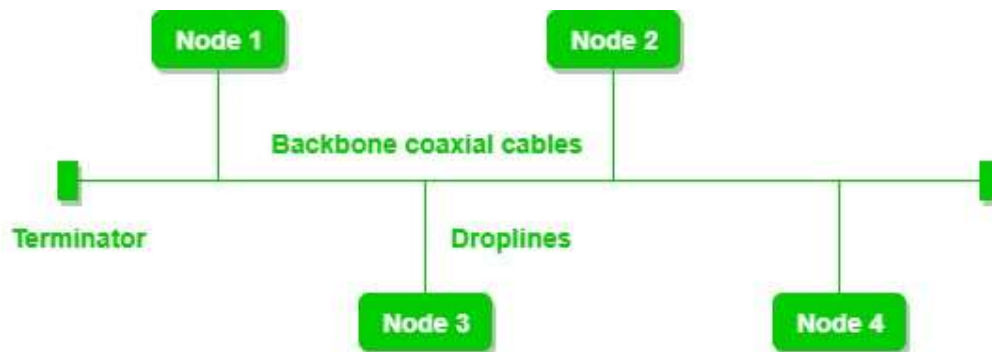 Node 1
Node 2
Backbone coaxial cables
Terminator
Droplines
Node 3
Node 4